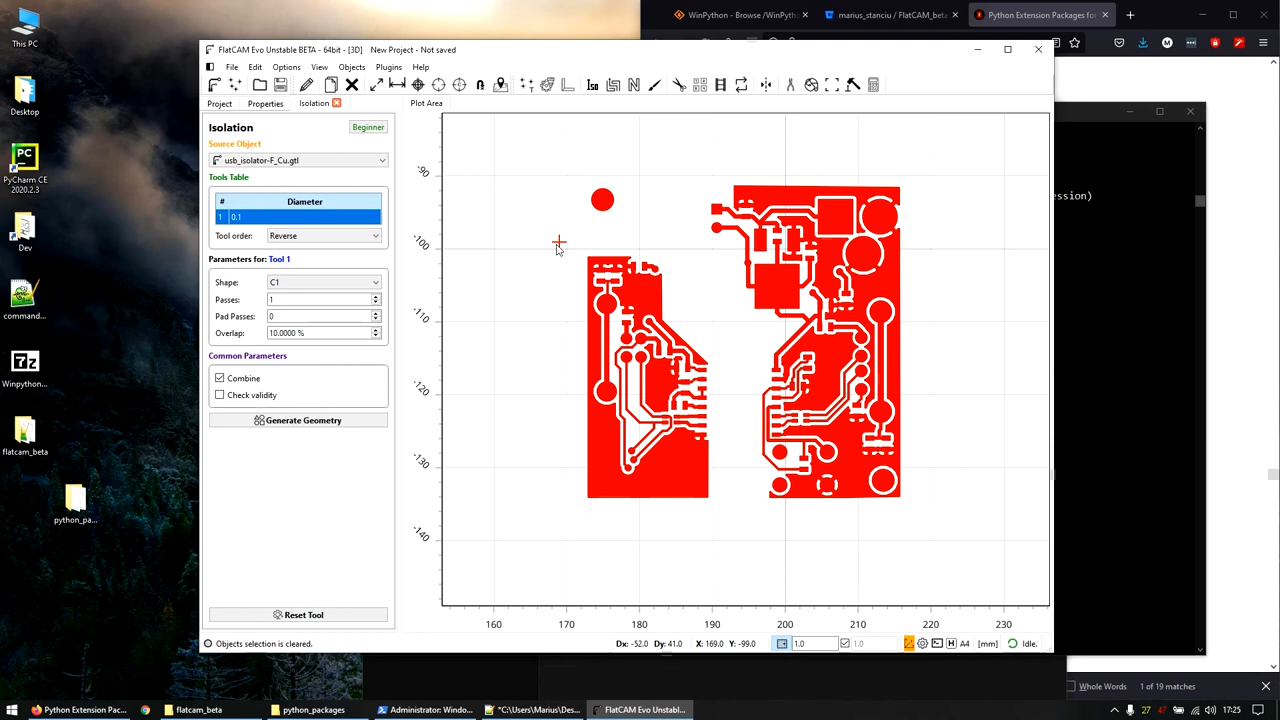 This PC
Desktop
PyCharm CE
2020.2.3
Dev
command...
Winpython...
flatcam_beta
python_pa...
WinPython - Browse /WinPyth
marius_stanciu / FlatCAM_beta
Python Extension Packages for
FlatCAM Evo Unstable BETA - 64bit - [3D]    New Project - Not saved
File Edit Options View Objects Plugins Help
Iso
Project Properties Isolation Plot Area
Isolation
Beginner
Source Object
usb_isolator-F_Cu.gtl
Tools Table
# Diameter
1 0.1
Tool order: Reverse
Parameters for: Tool 1
Shape: C1
Passes: 1
Pad Passes: 0
Overlap: 10.0000 %
Common Parameters
Combine
Check validity
Generate Geometry
Reset Tool
-90
-100
-110
-120
-130
-140
160 170 180 190 200 210 220 230
ession)
Objects selection is cleared.
Dx: -52.0 Dy: 41.0 X: 169.0 Y: -99.0
1.0
1.0
A4 [mm] Idle.
Whole Words 1 of 19 matches
Python Extension Pac...
flatcam_beta
python_packages
Administrator: Windo...
*C:\Users\Marius\Des...
FlatCAM Evo Unstabl...
27 47
17:25